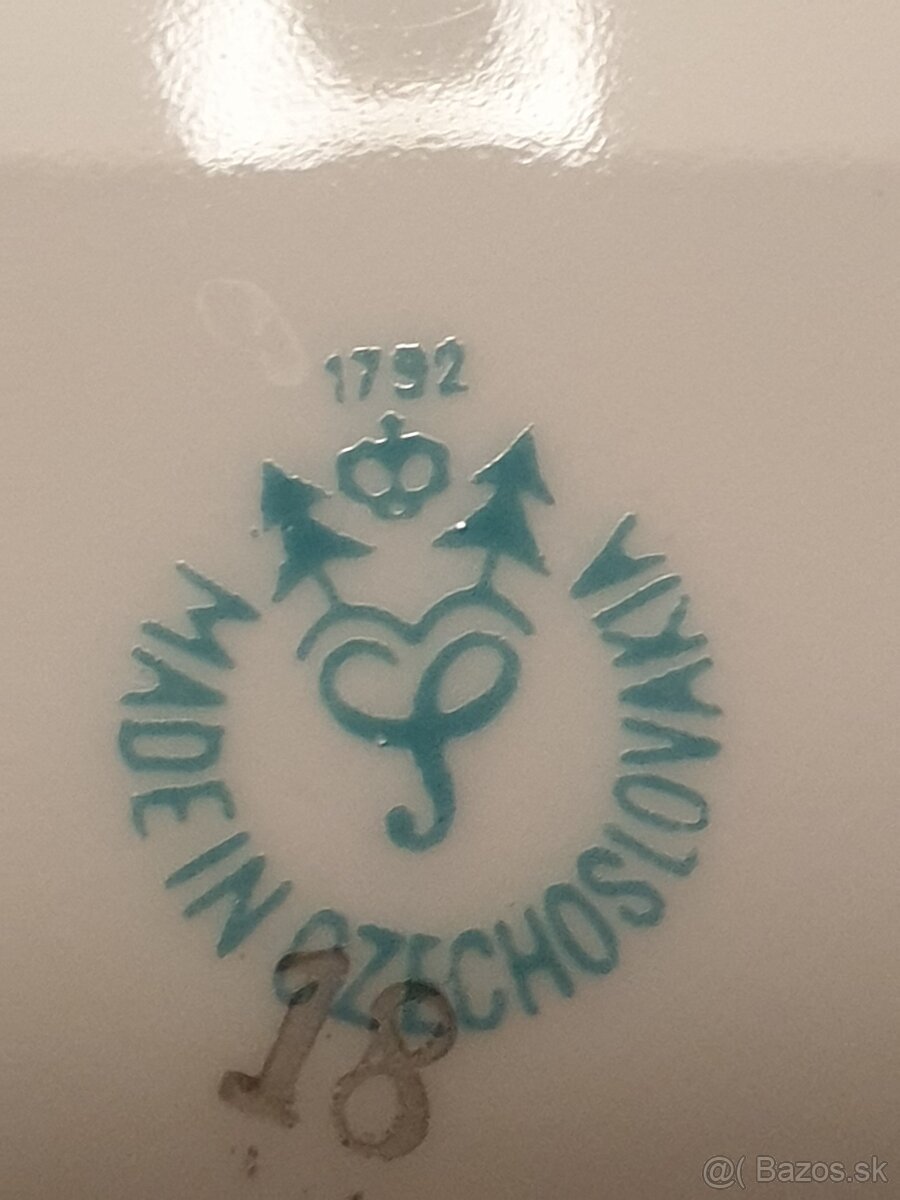 1792
MADE IN CZECHOSLOVAKIA
18
@( Bazos.sk